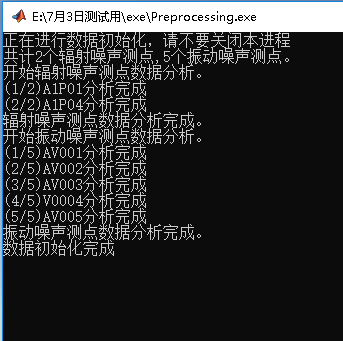 E:\7月3日测试用\exe\Preprocessing.exe
正在进行数据初始化，请不要关闭本进程
共计2个辐射噪声测点,5个振动噪声测点。
开始辐射噪声测点数据分析。
(1/2)A1P01分析完成
(2/2)A1P04分析完成
辐射噪声测点数据分析完成。
开始振动噪声测点数据分析。
(1/5)AV001分析完成
(2/5)AV002分析完成
(3/5)AV003分析完成
(4/5)V0004分析完成
(5/5)AV005分析完成
振动噪声测点数据分析完成。
数据初始化完成